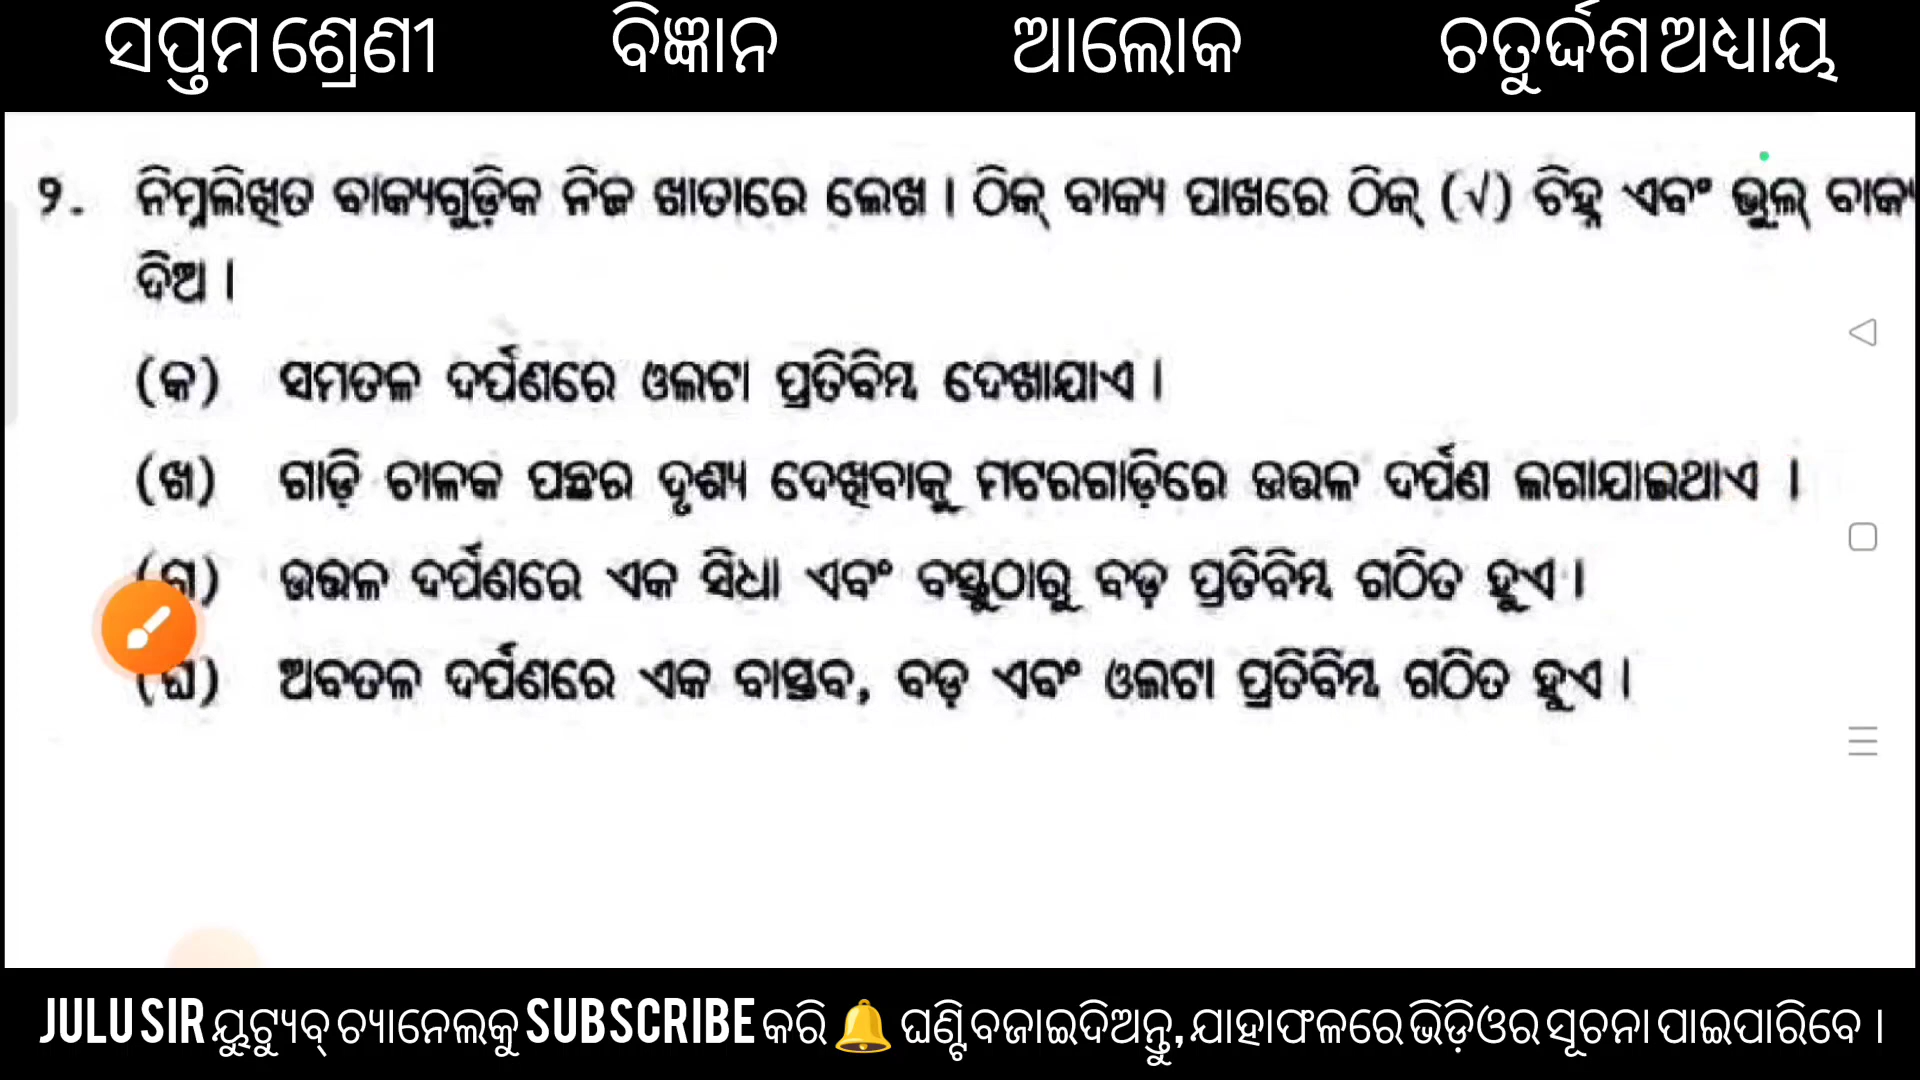 ସପ୍ତମ ଶ୍ରେଣୀ ବିଜ୍ଞାନ ଆଲୋକ ଚତୁର୍ଦ୍ଦଶ ଅଧ୍ୟାୟ
୨. ନିମ୍ନଲିଖିତ ବାକ୍ୟଗୁଡ଼ିକ ନିଜ ଖାତାରେ ଲେଖ । ଠିକ୍ ବାକ୍ୟ ପାଖରେ ଠିକ୍ (√) ଚିହ୍ନ ଏବଂ ଭୁଲ୍ ବାକ୍ୟ
ଦିଅ ।
(କ) ସମତଳ ଦର୍ପଣରେ ଓଲଟା ପ୍ରତିବିମ୍ବ ଦେଖାଯାଏ ।
(ଖ) ଗାଡ଼ି ଚାଳକ ପଛର ଦୃଶ୍ୟ ଦେଖିବାକୁ ମଟରଗାଡ଼ିରେ ଉତ୍ତଳ ଦର୍ପଣ ଲଗାଯାଇଥାଏ ।
(ଗ) ଉତ୍ତଳ ଦର୍ପଣରେ ଏକ ସିଧା ଏବଂ ବସ୍ତୁଠାରୁ ବଡ଼ ପ୍ରତିବିମ୍ବ ଗଠିତ ହୁଏ ।
(ଘ) ଅବତଳ ଦର୍ପଣରେ ଏକ ବାସ୍ତବ, ବଡ଼ ଏବଂ ଓଲଟା ପ୍ରତିବିମ୍ବ ଗଠିତ ହୁଏ ।
JULU SIR ୟୁଟ୍ୟୁବ୍ ଚ୍ୟାନେଲକୁ SUBSCRIBE କରି 🔔 ଘଣ୍ଟି ବଜାଇଦିଅନ୍ତୁ, ଯାହାଫଳରେ ଭିଡ଼ିଓର ସୂଚନା ପାଇପାରିବେ ।